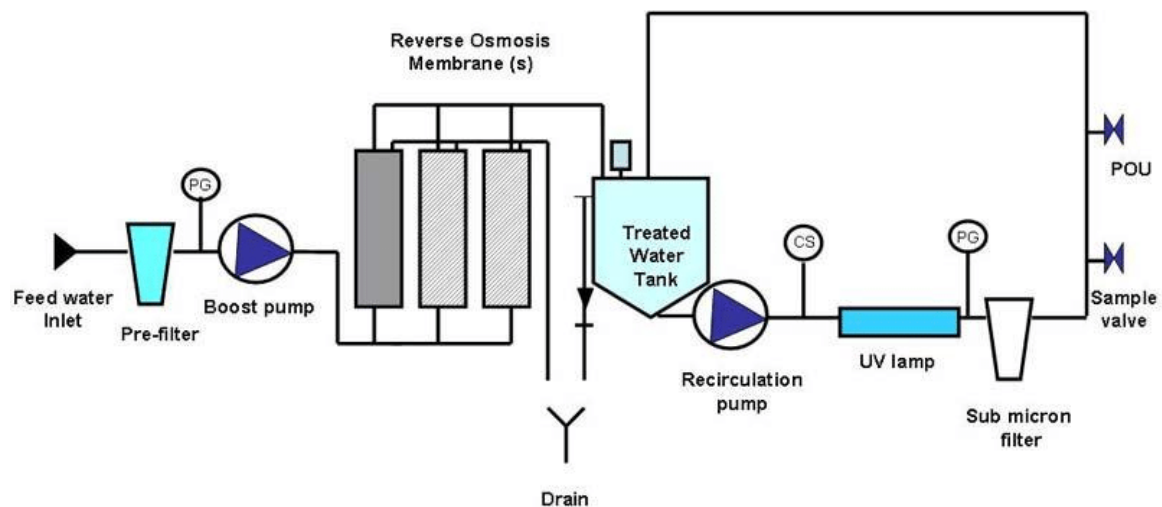 Reverse Osmosis
Membrane (s)
PG
Feed water
Inlet
Pre-filter
Boost pump
Treated
Water
Tank
CS
PG
POU
Sample
valve
UV lamp
Recirculation
pump
Sub micron
filter
Drain